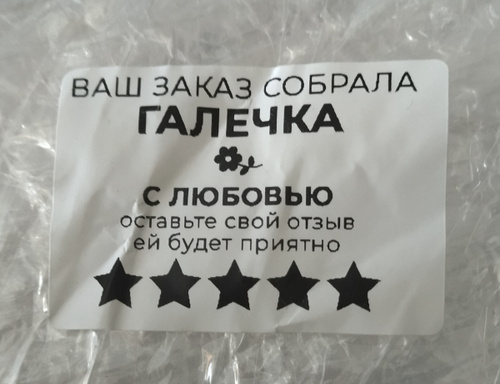 ВАШ ЗАКАЗ СОБРАЛА
ГАЛЕЧКА
С ЛЮБОВЬЮ
оставьте свой отзыв
ей будет приятно